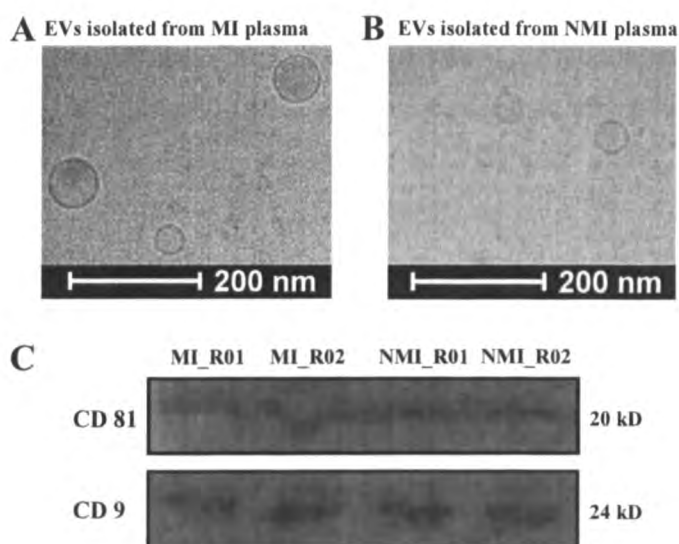 A EVs isolated from MI plasma
B EVs isolated from NMI plasma
200 nm
200 nm
C
MI_R01 MI_R02 NMI_R01 NMI_R02
CD 81 20 kD
CD 9 24 kD